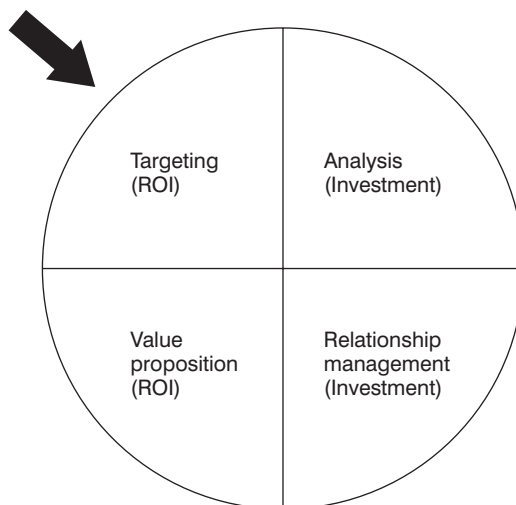 Targeting
(ROI)
Analysis
(Investment)
Value
proposition
(ROI)
Relationship
management
(Investment)